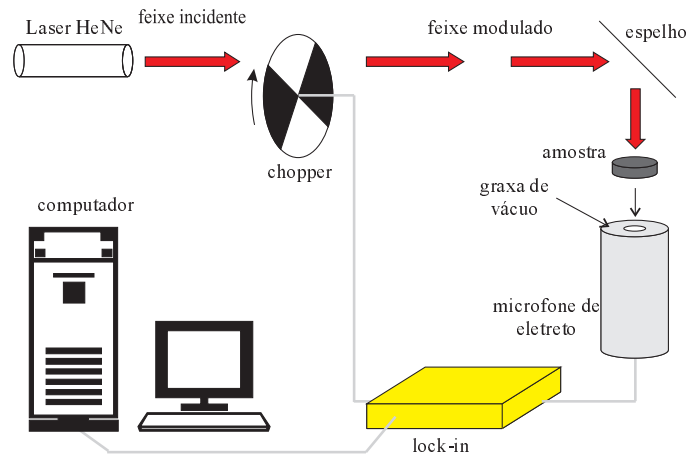 Laser HeNe
feixe incidente
feixe modulado
espelho
chopper
amostra
graxa de
vácuo
computador
microfone de
eletreto
lock-in